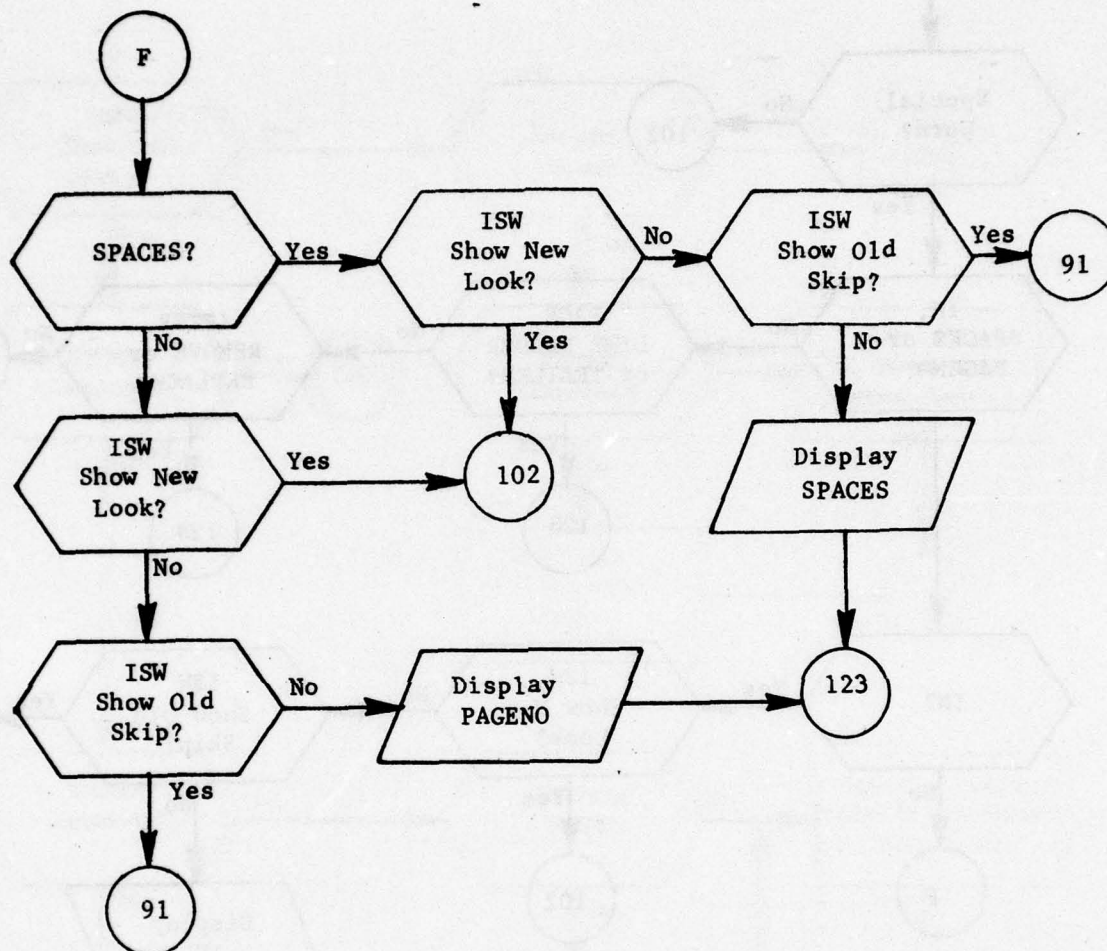 F
SPACES?
Yes
ISW
Show New
Look?
No
ISW
Show Old
Skip?
Yes
91
No
Yes
No
ISW
Show New
Look?
Yes
102
Display
SPACES
No
ISW
Show Old
Skip?
No
Display
PAGENO
123
Yes
91